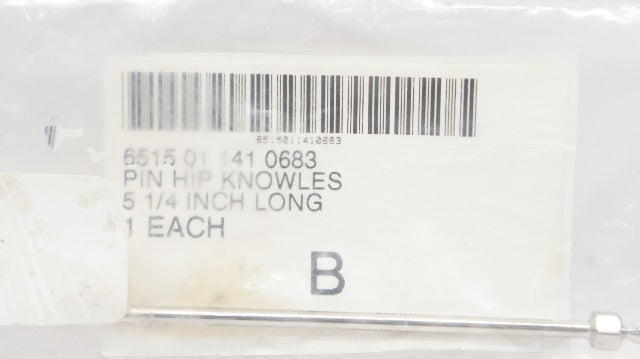 6515011410683
6515 01 141 0683
PIN HIP KNOWLES
5 1/4 INCH LONG
1 EACH
B